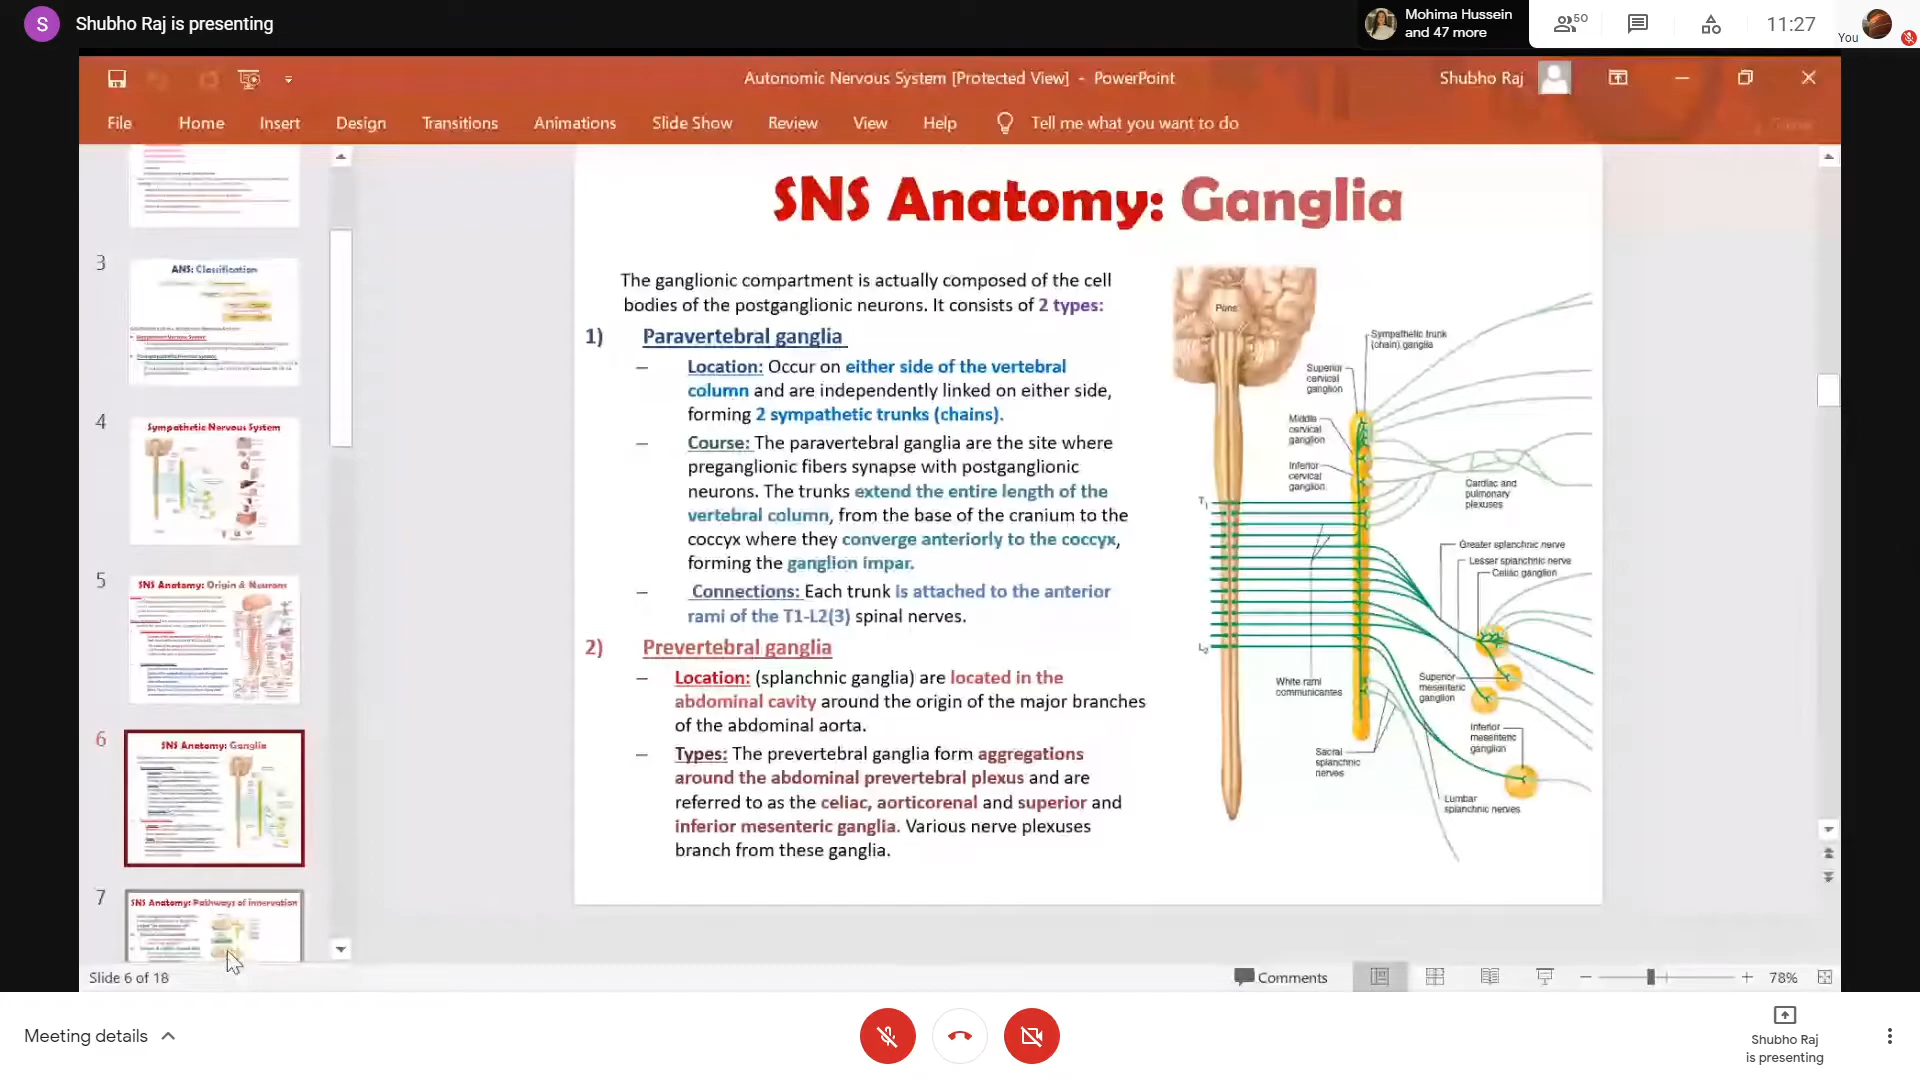 S
Shubho Raj is presenting
Mohima Hussein
and 47 more
50
11:27
You
Autonomic Nervous System [Protected View] - PowerPoint
Shubho Raj
File
Home
Insert
Design
Transitions
Animations
Slide Show
Review
View
Help
Tell me what you want to do
3
ANS: Classification
4
Sympathetic Nervous System
5
SNS Anatomy: Origin & Neurons
6
SNS Anatomy: Ganglia
7
SNS Anatomy: Pathways of Innervation
SNS Anatomy: Ganglia
The ganglionic compartment is actually composed of the cell
bodies of the postganglionic neurons. It consists of 2 types:
1) Paravertebral ganglia
– Location: Occur on either side of the vertebral
column and are independently linked on either side,
forming 2 sympathetic trunks (chains).
– Course: The paravertebral ganglia are the site where
preganglionic fibers synapse with postganglionic
neurons. The trunks extend the entire length of the
vertebral column, from the base of the cranium to the
coccyx where they converge anteriorly to the coccyx,
forming the ganglion impar.
– Connections: Each trunk is attached to the anterior
rami of the T1-L2(3) spinal nerves.
2) Prevertebral ganglia
– Location: (splanchnic ganglia) are located in the
abdominal cavity around the origin of the major branches
of the abdominal aorta.
– Types: The prevertebral ganglia form aggregations
around the abdominal prevertebral plexus and are
referred to as the celiac, aorticorenal and superior and
inferior mesenteric ganglia. Various nerve plexuses
branch from these ganglia.
Pons
Sympathetic trunk
(chain) ganglia
Superior
cervical
ganglion
Middle
cervical
ganglion
Inferior
cervical
ganglion
Cardiac and
pulmonary
plexuses
T1
Greater splanchnic nerve
Lesser splanchnic nerve
Celiac ganglion
L2
White rami
communicantes
Superior
mesenteric
ganglion
Inferior
mesenteric
ganglion
Sacral
splanchnic
nerves
Lumbar
splanchnic nerves
Slide 6 of 18
Comments
78%
Meeting details
Shubho Raj
is presenting